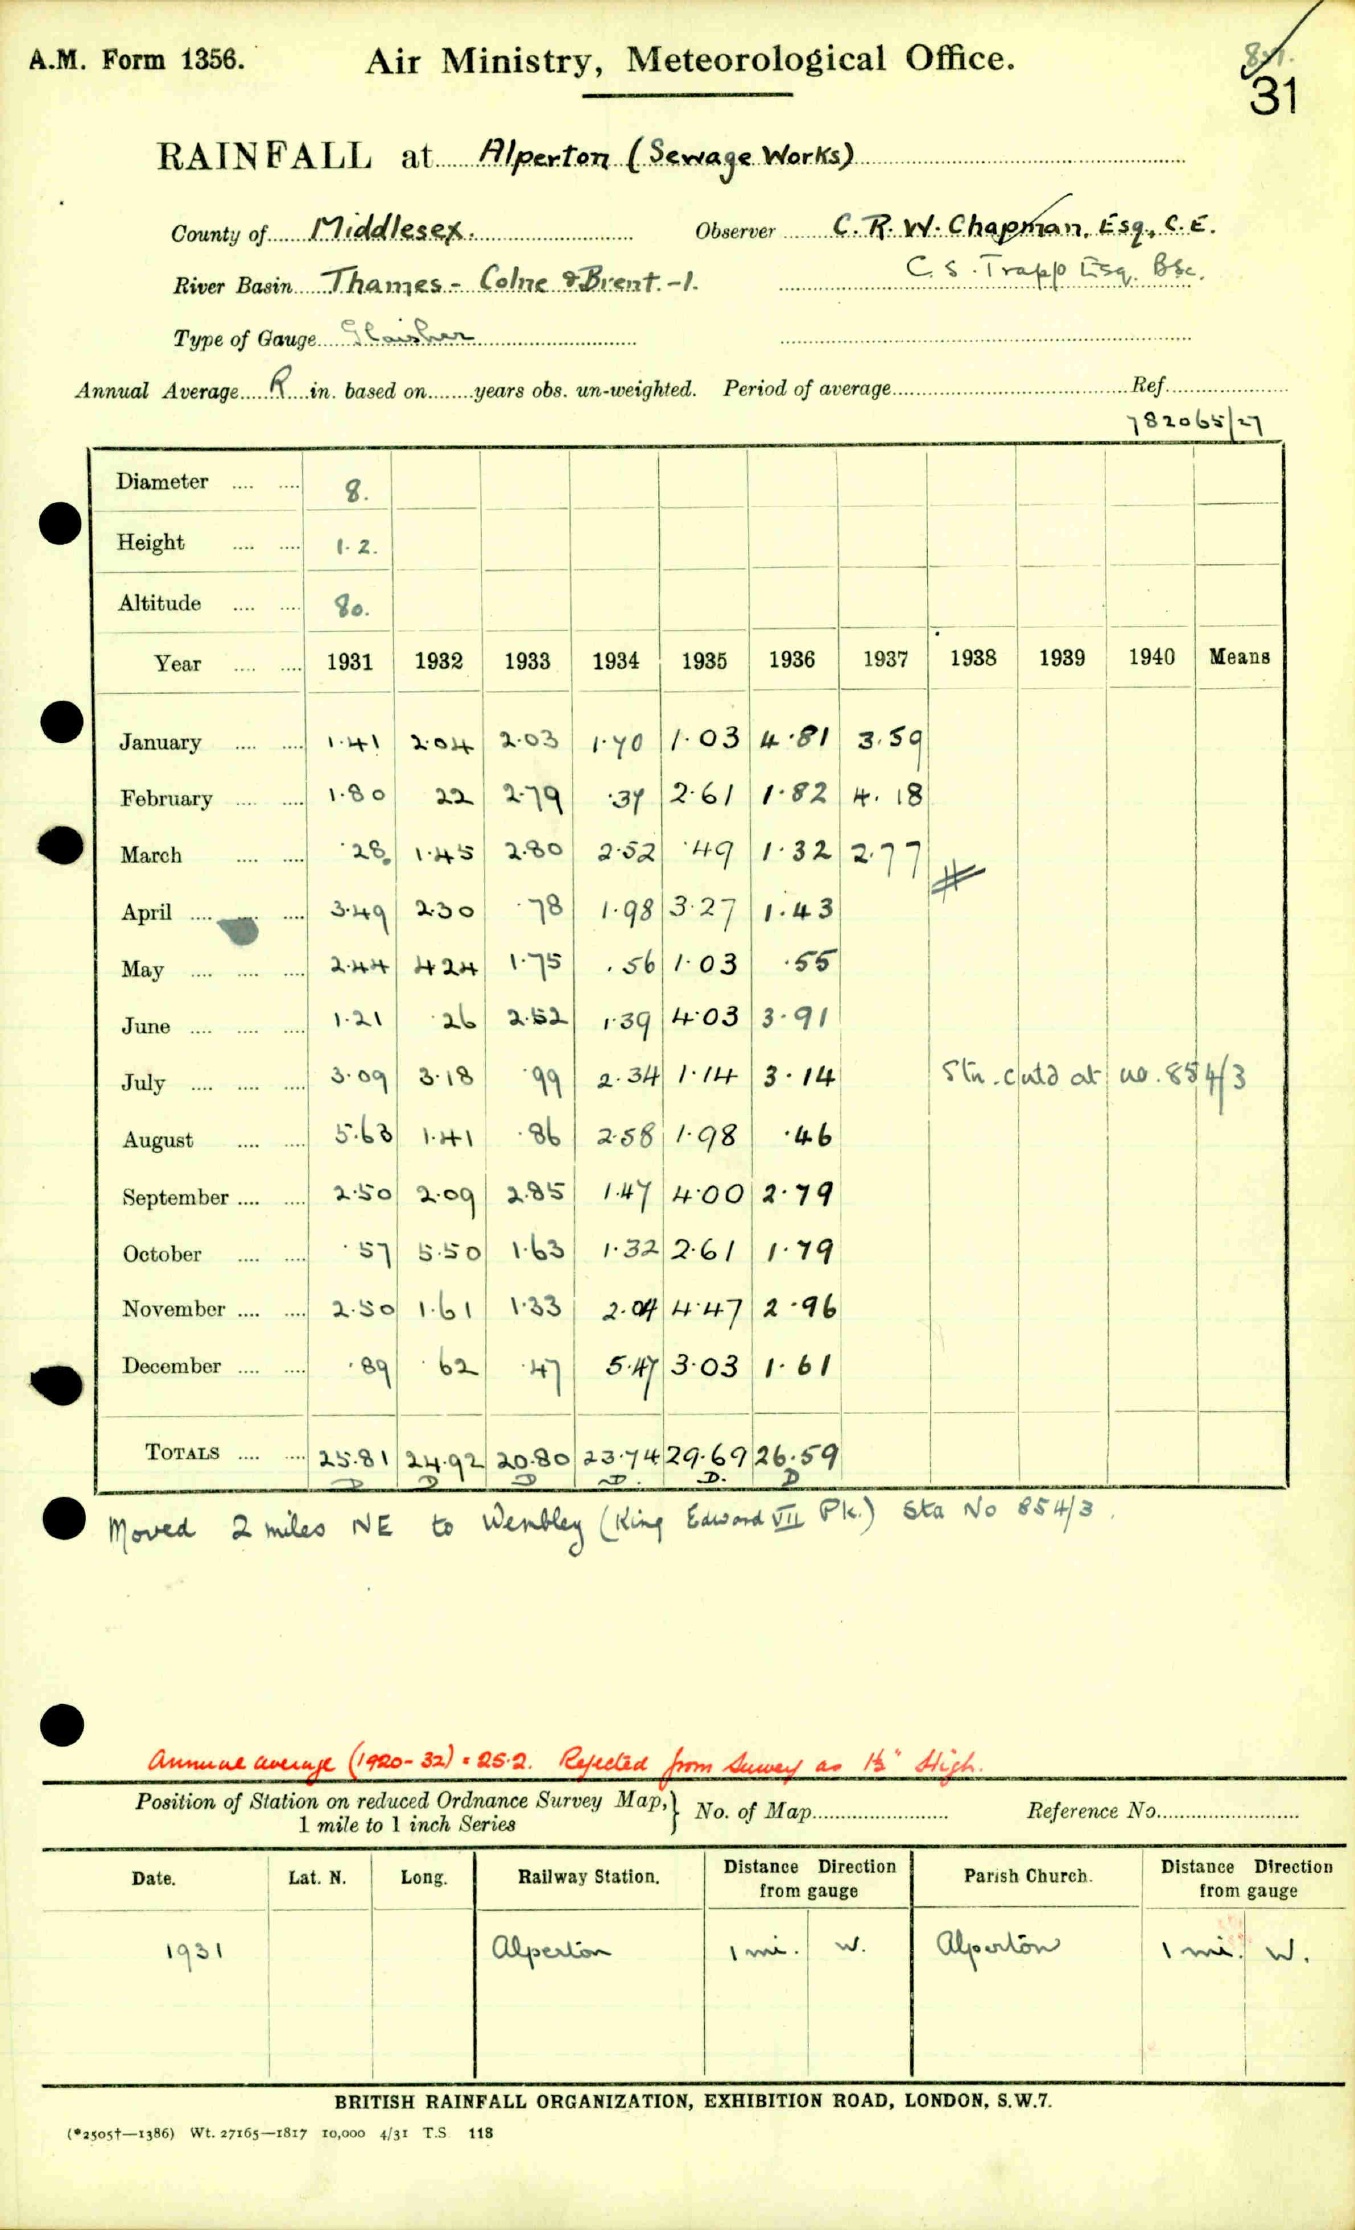 A.M. Form 1356. Air Ministry, Meteorological Office.
31
RAINFALL at Alperton (Sewage Works)
County of Middlesex. Observer C. R. W. Chapman, Esq., C.E.
River Basin Thames - Colne & Brent. -1. C. S. Trapp Esq. BSc.
Type of Gauge Glaisher
Annual Average R in. based on years obs. un-weighted. Period of average Ref.
782065/27
Diameter 8.
Height 1.2.
Altitude 80.
Year 1931 1932 1933 1934 1935 1936 1937 1938 1939 1940 Means
January 1.41 2.04 2.03 1.70 1.03 4.81 3.59
February 1.80 22 2.79 .37 2.61 1.82 4.18
March .28 1.45 2.80 2.52 .49 1.32 2.77
April 3.49 2.30 .78 1.98 3.27 1.43
May 2.44 4.24 1.75 .56 1.03 .55
June 1.21 .26 2.52 1.39 4.03 3.91
July 3.09 3.18 .99 2.34 1.14 3.14 Stn. cntd at no. 854/3
August 5.63 1.41 .86 2.58 1.98 .46
September 2.50 2.09 2.85 1.47 4.00 2.79
October .57 5.50 1.63 1.32 2.61 1.79
November 2.50 1.61 1.33 2.04 4.47 2.96
December .89 .62 .47 5.47 3.03 1.61
TOTALS 25.81 24.92 20.80 23.74 29.69 26.59
D D D D. D. D
Moved 2 miles NE to Wembley (King Edward VII Pk.) Sta No 854/3.
Annual average (1920-32) = 25.2. Rejected from Survey as 1½" High.
Position of Station on reduced Ordnance Survey Map, } No. of Map Reference No.
1 mile to 1 inch Series
Date. Lat. N. Long. Railway Station. Distance Direction from gauge Parish Church. Distance Direction from gauge
1931 Alperton 1 mi. W. Alperton 1 mi. W.
BRITISH RAINFALL ORGANIZATION, EXHIBITION ROAD, LONDON, S.W.7.
(*2505†—1386) Wt. 27165—1817 10,000 4/31 T.S. 118